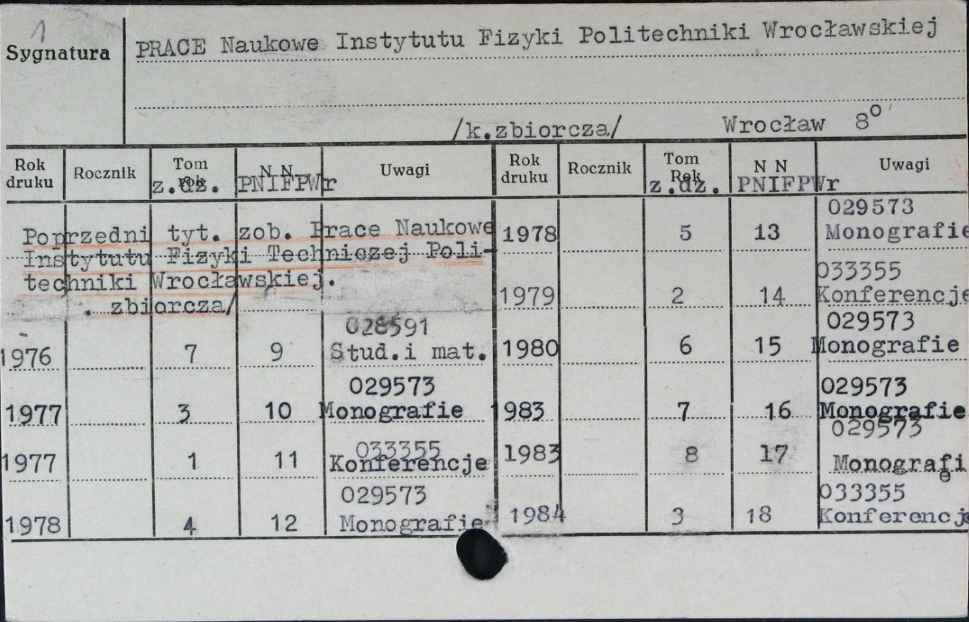 1
Sygnatura
PRACE Naukowe Instytutu Fizyki Politechniki Wrocławskiej
/k.zbiorcza/ Wrocław 8°
Rok druku Rocznik Tom Rok z.dz. N N PNIFPWr Uwagi
Rok druku Rocznik Tom Rok z.dz. N N PNIFPWr Uwagi
Poprzedni tyt. zob. Prace Naukowe
Instytutu Fizyki Technicznej Poli-
techniki Wrocławskiej.
. zbiorcza/
028591
1976 7 9 Stud.i mat.
029573
1977 3 10 Monografie
033355
1977 1 11 Konferencje
029573
1978 4 12 Monografie
029573
1978 5 13 Monografie
033355
1979 2 14 Konferencje
029573
1980 6 15 Monografie
029573
1983 7 16 Monografie
029573
1983 8 17 Monografie
033355
1984 3 18 Konferencje